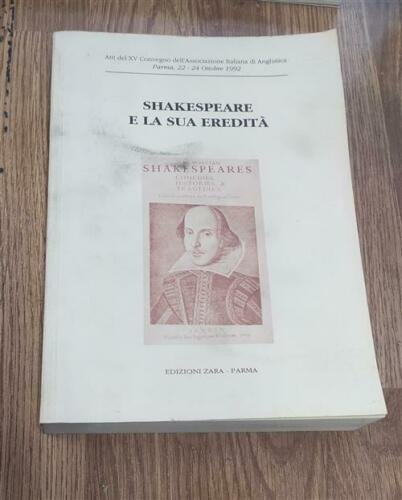 Atti del XV Convegno dell'Associazione Italiana di Anglistica
Parma, 22 - 24 Ottobre 1992
SHAKESPEARE
E LA SUA EREDITÀ
SHAKESPEARES
COMEDIES,
HISTORIES, &
TRAGEDIES.
LONDON
EDIZIONI ZARA - PARMA